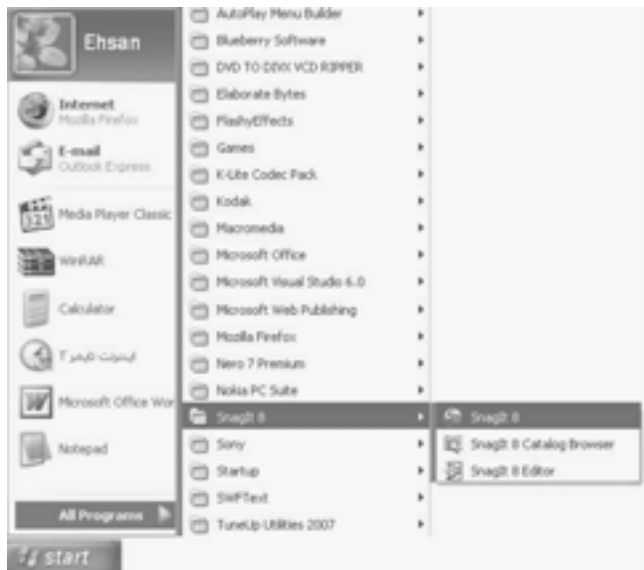 Ehsan
Internet
Mozilla Firefox
E-mail
Outlook Express
Media Player Classic
WinRAR
Calculator
اینترنت تایمر T
Microsoft Office Wor
Notepad
All Programs
start
AutoPlay Menu Builder
Blueberry Software
DVD TO DIVX VCD RIPPER
Elaborate Bytes
FlashyEffects
Games
K-Lite Codec Pack
Kodak
Macromedia
Microsoft Office
Microsoft Visual Studio 6.0
Microsoft Web Publishing
Mozilla Firefox
Nero 7 Premium
Nokia PC Suite
SnagIt 8
Sony
Startup
SWFText
TuneUp Utilities 2007
SnagIt 8
SnagIt 8 Catalog Browser
SnagIt 8 Editor